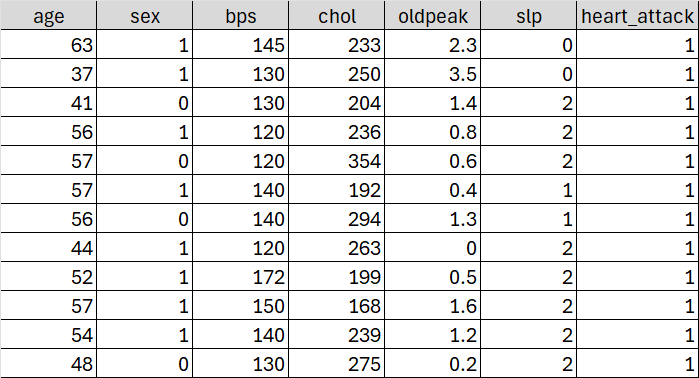 age sex bps chol oldpeak slp heart_attack
63 1 145 233 2.3 0 1
37 1 130 250 3.5 0 1
41 0 130 204 1.4 2 1
56 1 120 236 0.8 2 1
57 0 120 354 0.6 2 1
57 1 140 192 0.4 1 1
56 0 140 294 1.3 1 1
44 1 120 263 0 2 1
52 1 172 199 0.5 2 1
57 1 150 168 1.6 2 1
54 1 140 239 1.2 2 1
48 0 130 275 0.2 2 1